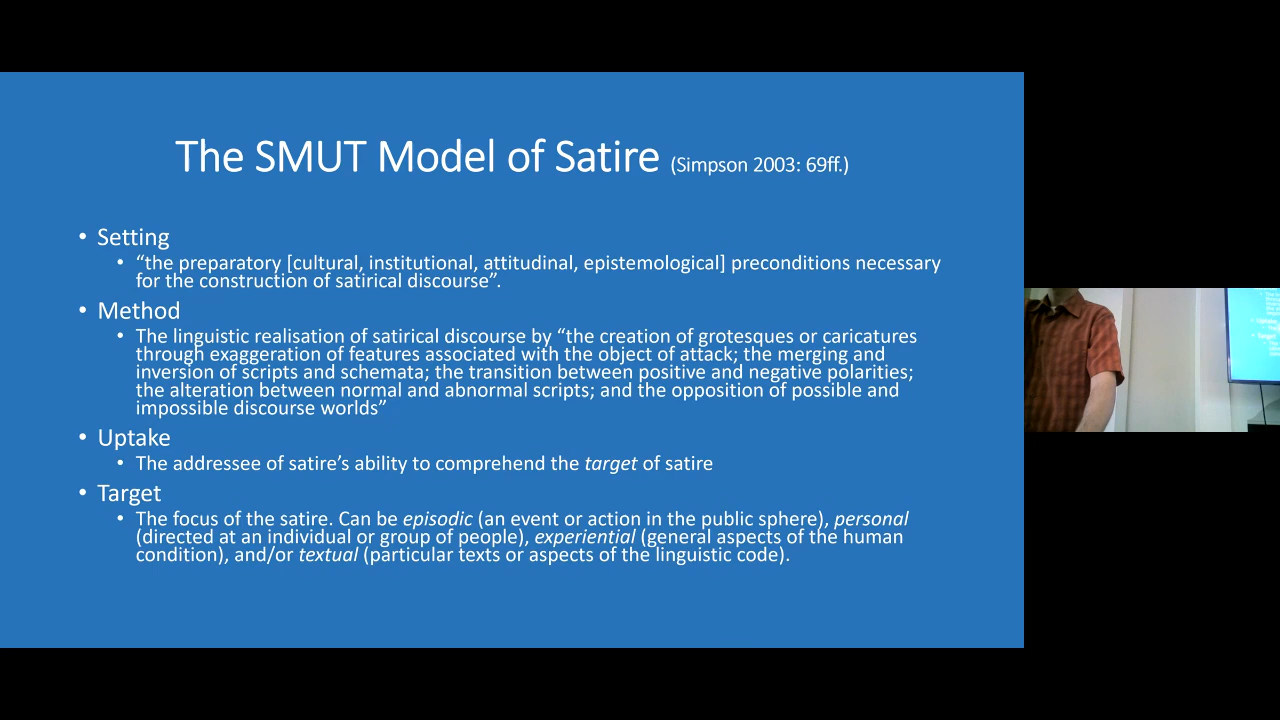 The SMUT Model of Satire (Simpson 2003: 69ff.)
• Setting
• “the preparatory [cultural, institutional, attitudinal, epistemological] preconditions necessary
for the construction of satirical discourse”.
• Method
• The linguistic realisation of satirical discourse by “the creation of grotesques or caricatures
through exaggeration of features associated with the object of attack; the merging and
inversion of scripts and schemata; the transition between positive and negative polarities;
the alteration between normal and abnormal scripts; and the opposition of possible and
impossible discourse worlds”
• Uptake
• The addressee of satire’s ability to comprehend the target of satire
• Target
• The focus of the satire. Can be episodic (an event or action in the public sphere), personal
(directed at an individual or group of people), experiential (general aspects of the human
condition), and/or textual (particular texts or aspects of the linguistic code).